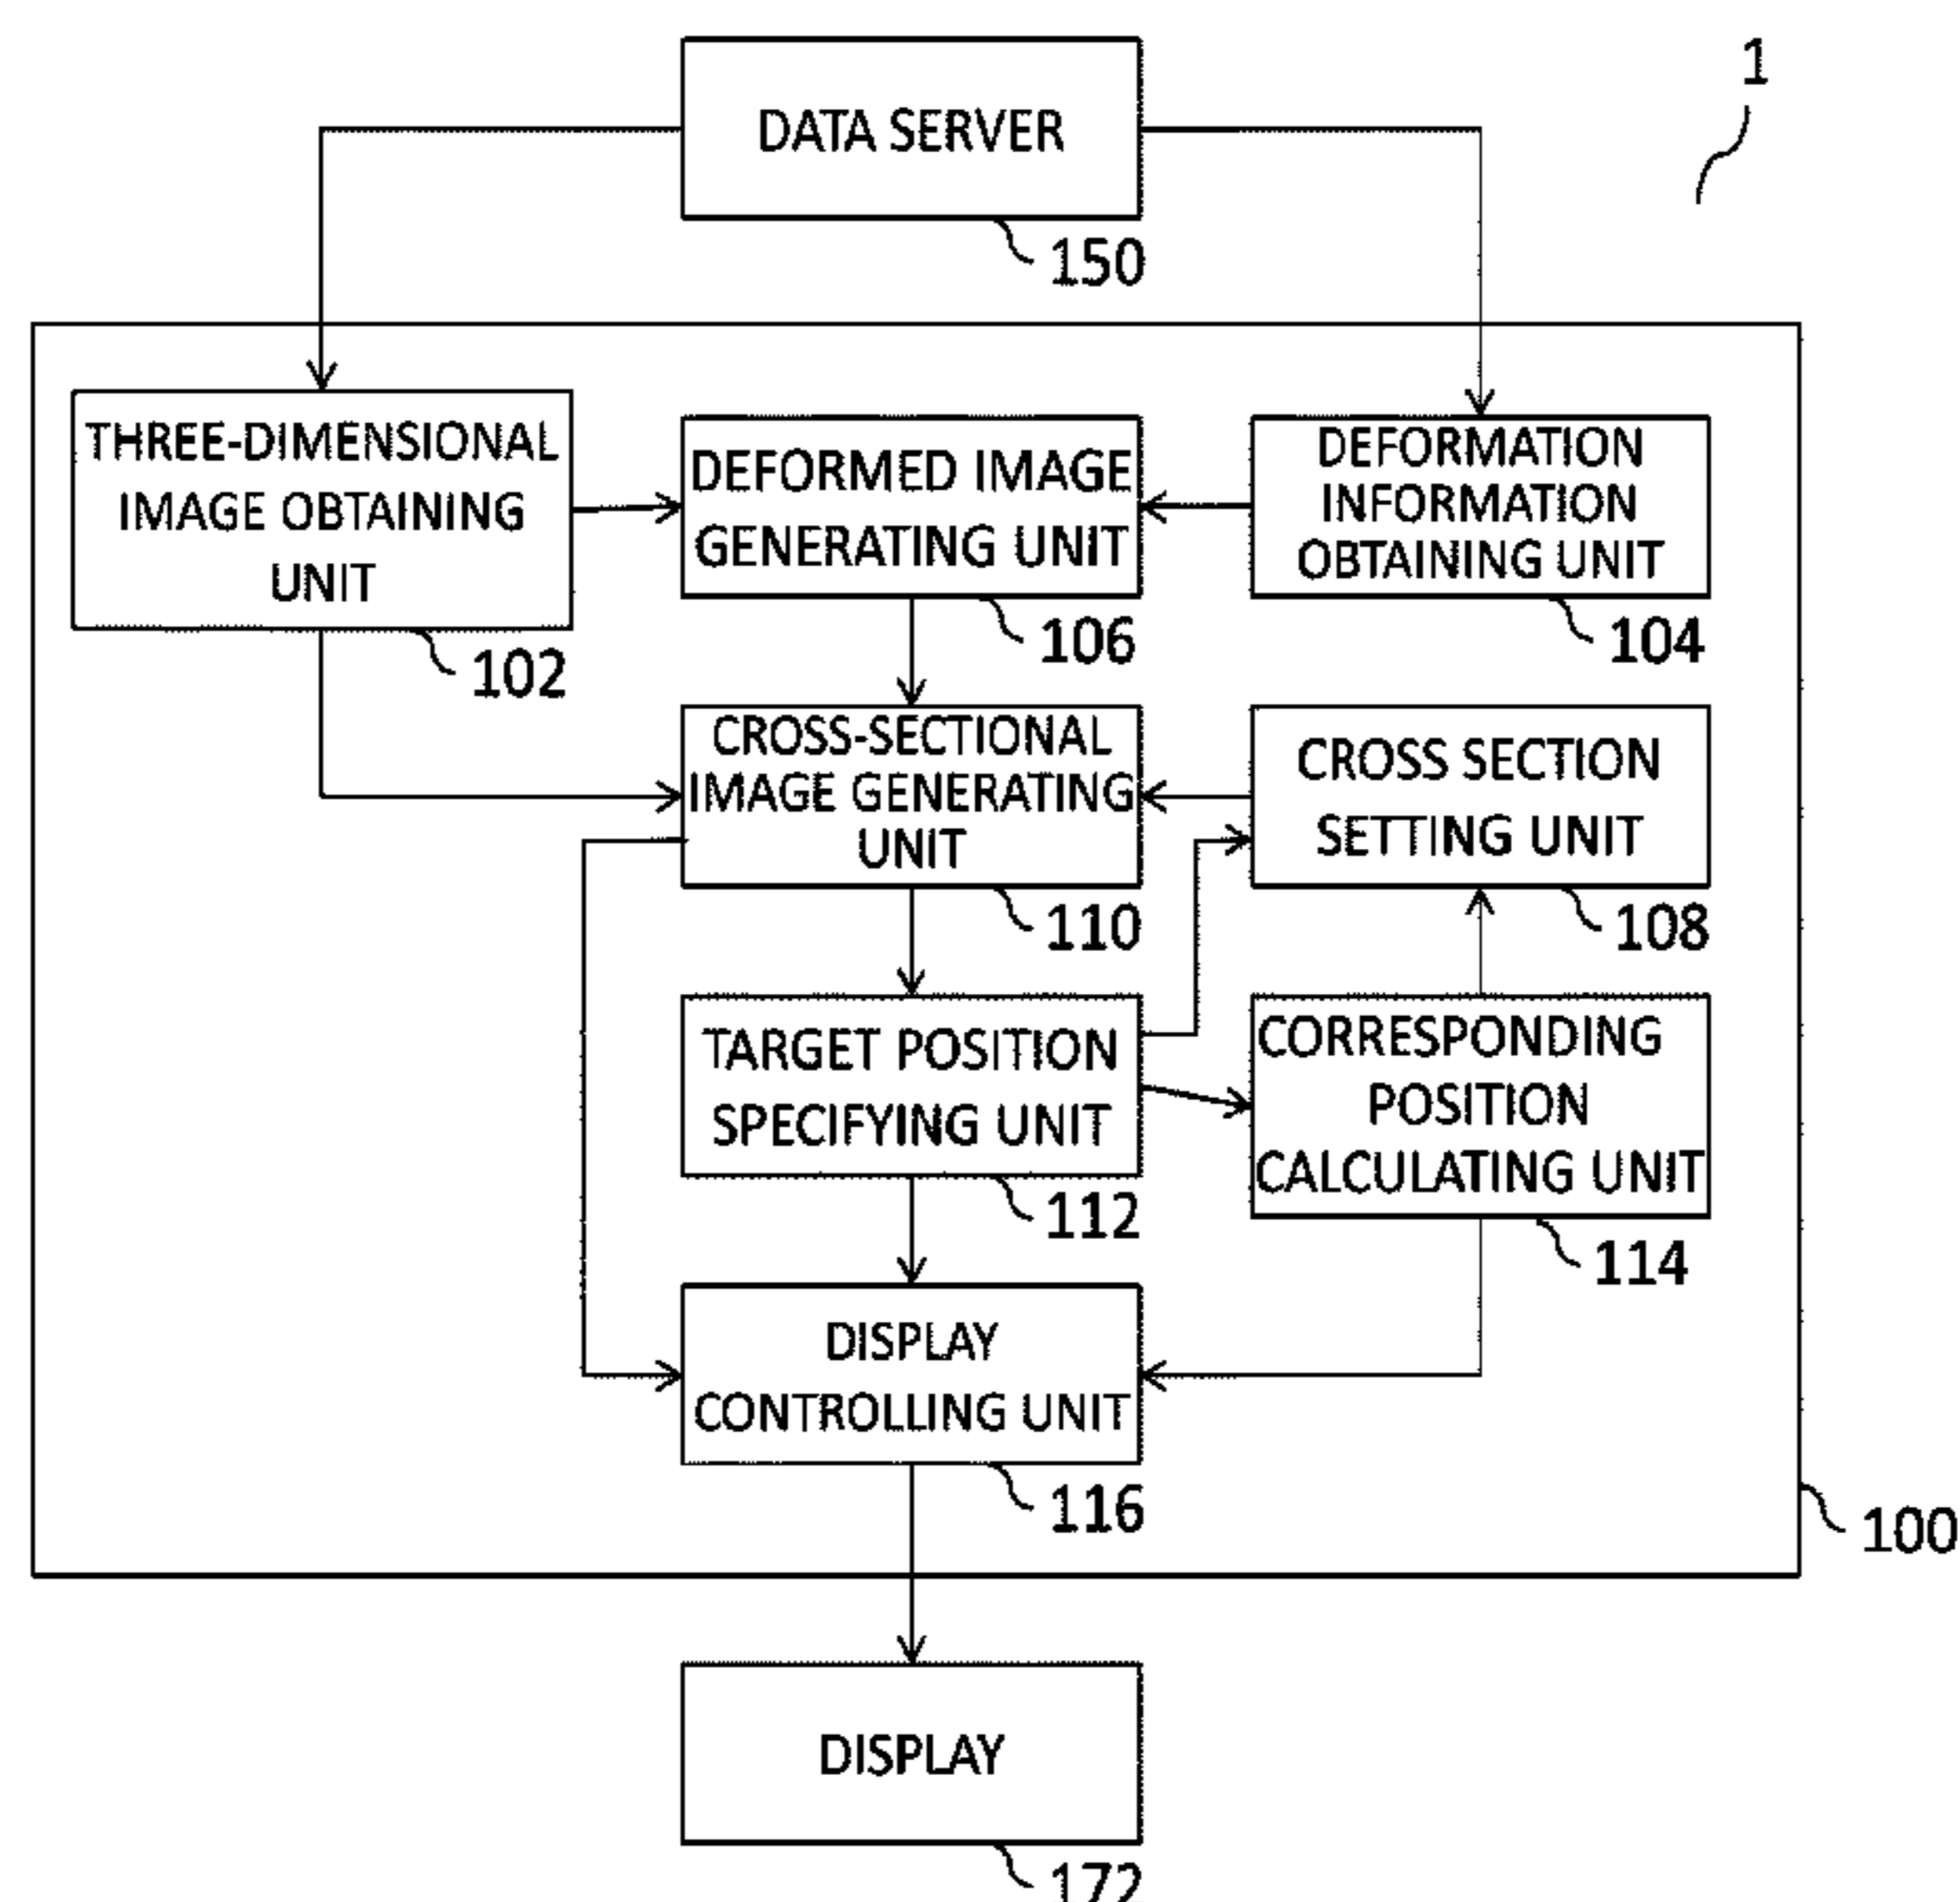 1
DATA SERVER
150
THREE-DIMENSIONAL
IMAGE OBTAINING
UNIT
102
DEFORMED IMAGE
GENERATING UNIT
106
DEFORMATION
INFORMATION
OBTAINING UNIT
104
CROSS-SECTIONAL
IMAGE GENERATING
UNIT
110
CROSS SECTION
SETTING UNIT
108
TARGET POSITION
SPECIFYING UNIT
112
CORRESPONDING
POSITION
CALCULATING UNIT
114
DISPLAY
CONTROLLING UNIT
116
100
DISPLAY
172